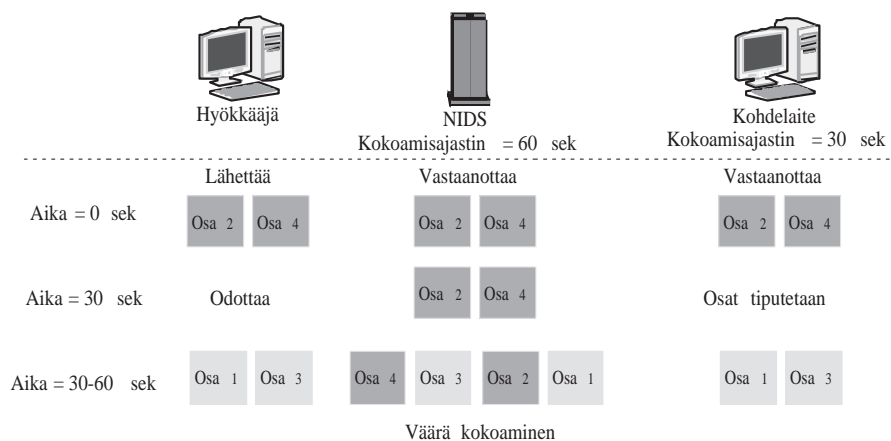 Hyökkääjä NIDS Kohdelaite
Kokoamisajastin = 60 sek Kokoamisajastin = 30 sek
Lähettää Vastaanottaa Vastaanottaa
Aika = 0 sek Osa 2 Osa 4 Osa 2 Osa 4 Osa 2 Osa 4
Aika = 30 sek Odottaa Osa 2 Osa 4 Osat tiputetaan
Aika = 30-60 sek Osa 1 Osa 3 Osa 4 Osa 3 Osa 2 Osa 1 Osa 1 Osa 3
Väärä kokoaminen